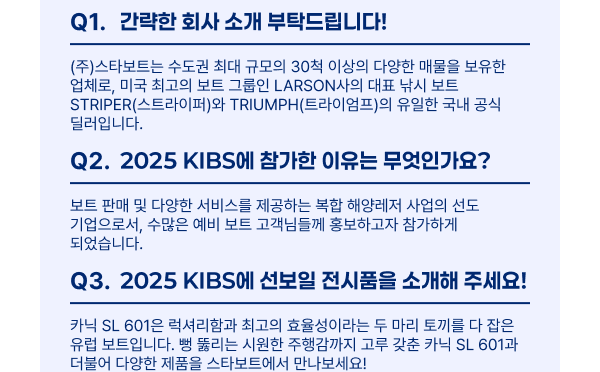 Q1. 간략한 회사 소개 부탁드립니다!
(주)스타보트는 수도권 최대 규모의 30척 이상의 다양한 매물을 보유한
업체로, 미국 최고의 보트 그룹인 LARSON사의 대표 낚시 보트
STRIPER(스트라이퍼)와 TRIUMPH(트라이엄프)의 유일한 국내 공식
딜러입니다.
Q2. 2025 KIBS에 참가한 이유는 무엇인가요?
보트 판매 및 다양한 서비스를 제공하는 복합 해양레저 사업의 선도
기업으로서, 수많은 예비 보트 고객님들께 홍보하고자 참가하게
되었습니다.
Q3. 2025 KIBS에 선보일 전시품을 소개해 주세요!
카닉 SL 601은 럭셔리함과 최고의 효율성이라는 두 마리 토끼를 다 잡은
유럽 보트입니다. 뻥 뚫리는 시원한 주행감까지 고루 갖춘 카닉 SL 601과
더불어 다양한 제품을 스타보트에서 만나보세요!